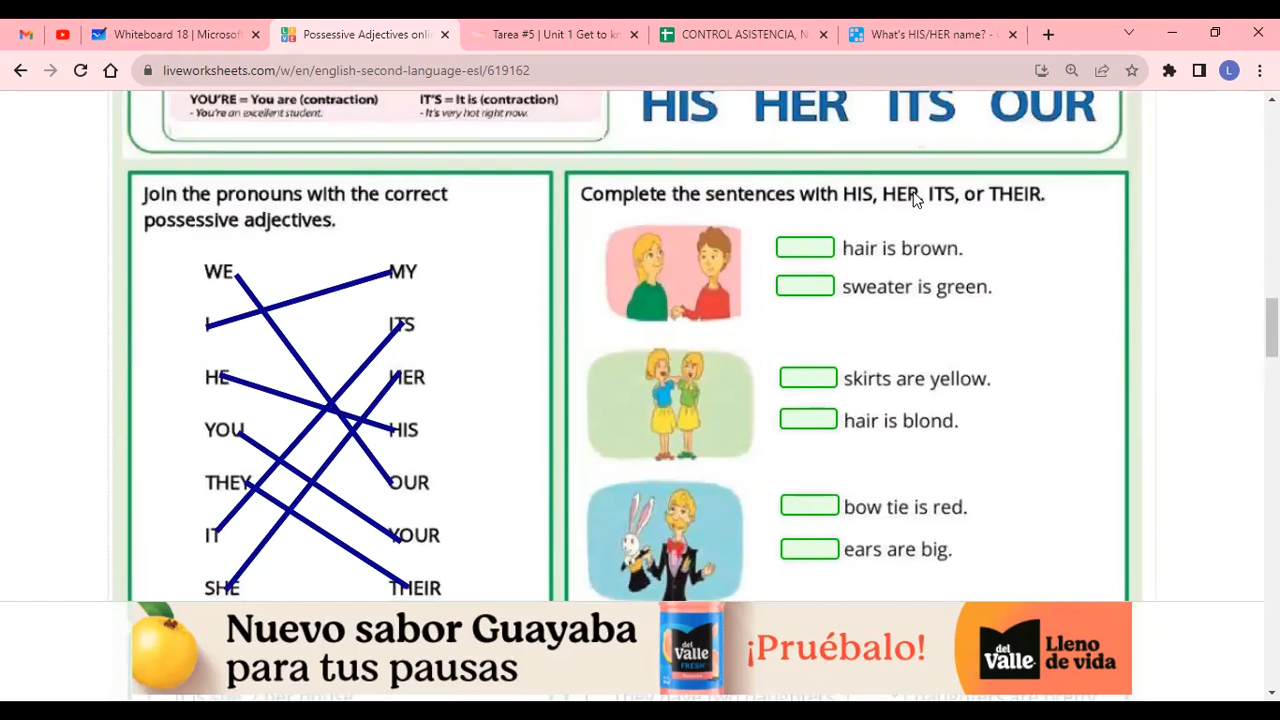 Whiteboard 18 | Microsof
Possessive Adjectives onli
Tarea #5 | Unit 1 Get to kn
CONTROL ASISTENCIA, N
What's HIS/HER name? -
liveworksheets.com/w/en/english-second-language-esl/619162
L
YOU'RE = You are (contraction)
- You're an excellent student.
IT'S = It is (contraction)
- It's very hot right now.
HIS HER ITS OUR
Join the pronouns with the correct
possessive adjectives.
WE
I
HE
YOU
THEY
IT
SHE
MY
ITS
HER
HIS
OUR
YOUR
THEIR
Complete the sentences with HIS, HER, ITS, or THEIR.
hair is brown.
sweater is green.
skirts are yellow.
hair is blond.
bow tie is red.
ears are big.
Nuevo sabor Guayaba
para tus pausas
del
Valle
FRESH
¡Pruébalo!
del
Valle
Lleno
de vida